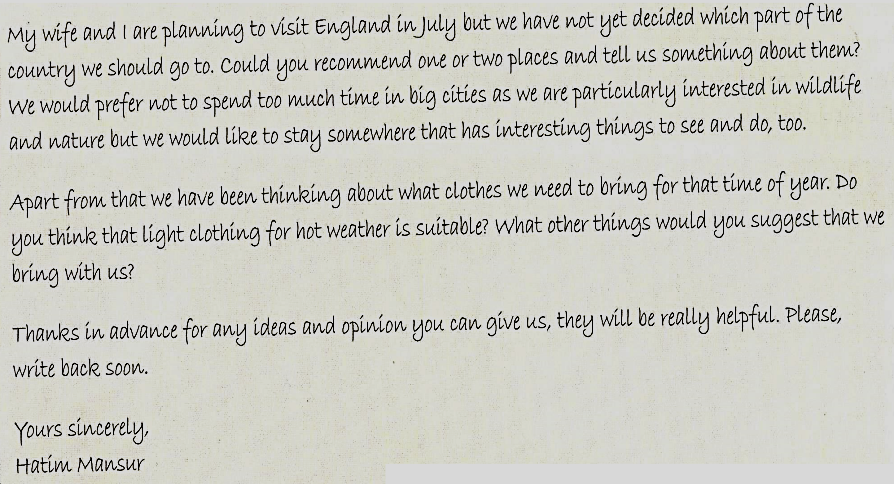 My wife and I are planning to visit England in July but we have not yet decided which part of the
country we should go to. Could you recommend one or two places and tell us something about them?
We would prefer not to spend too much time in big cities as we are particularly interested in wildlife
and nature but we would like to stay somewhere that has interesting things to see and do, too.
Apart from that we have been thinking about what clothes we need to bring for that time of year. Do
you think that light clothing for hot weather is suitable? What other things would you suggest that we
bring with us?
Thanks in advance for any ideas and opinion you can give us, they will be really helpful. Please,
write back soon.
Yours sincerely,
Hatim Mansur